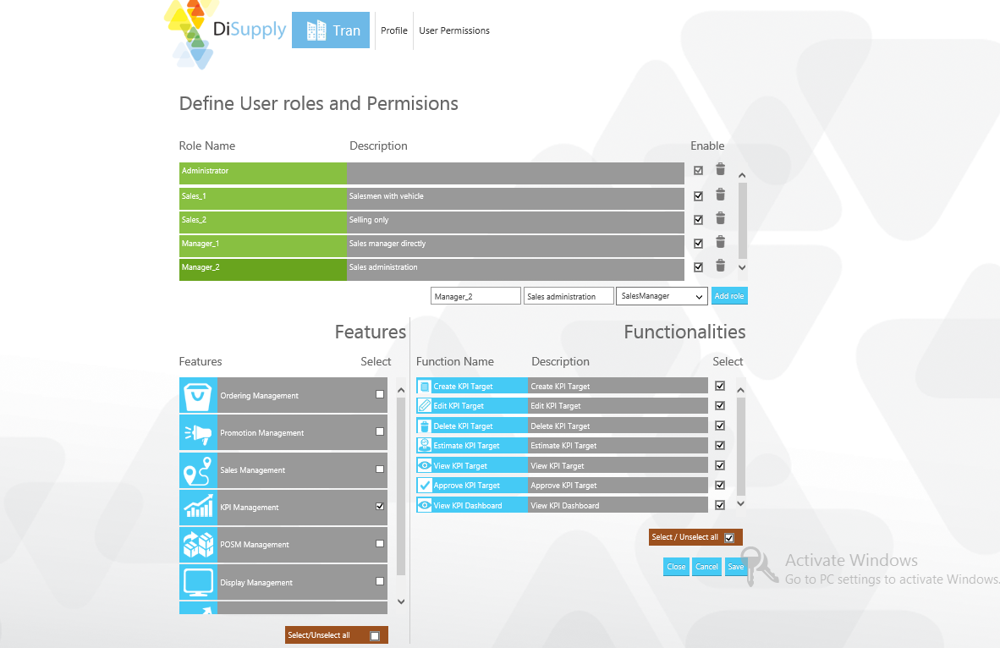 DiSupply Tran Profile User Permissions
Define User roles and Permisions
Role Name Description Enable
Administrator
Sales_1 Salesmen with vehicle
Sales_2 Selling only
Manager_1 Sales manager directly
Manager_2 Sales administration
Manager_2 Sales administration SalesManager Add role
Features
Features Select
Ordering Management
Promotion Management
Sales Management
KPI Management
POSM Management
Display Management
Select/Unselect all
Functionalities
Function Name Description Select
Create KPI Target Create KPI Target
Edit KPI Target Edit KPI Target
Delete KPI Target Delete KPI Target
Estimate KPI Target Estimate KPI Target
View KPI Target View KPI Target
Approve KPI Target Approve KPI Target
View KPI Dashboard View KPI Dashboard
Select / Unselect all
Close Cancel Save
Activate Windows
Go to PC settings to activate Windows.